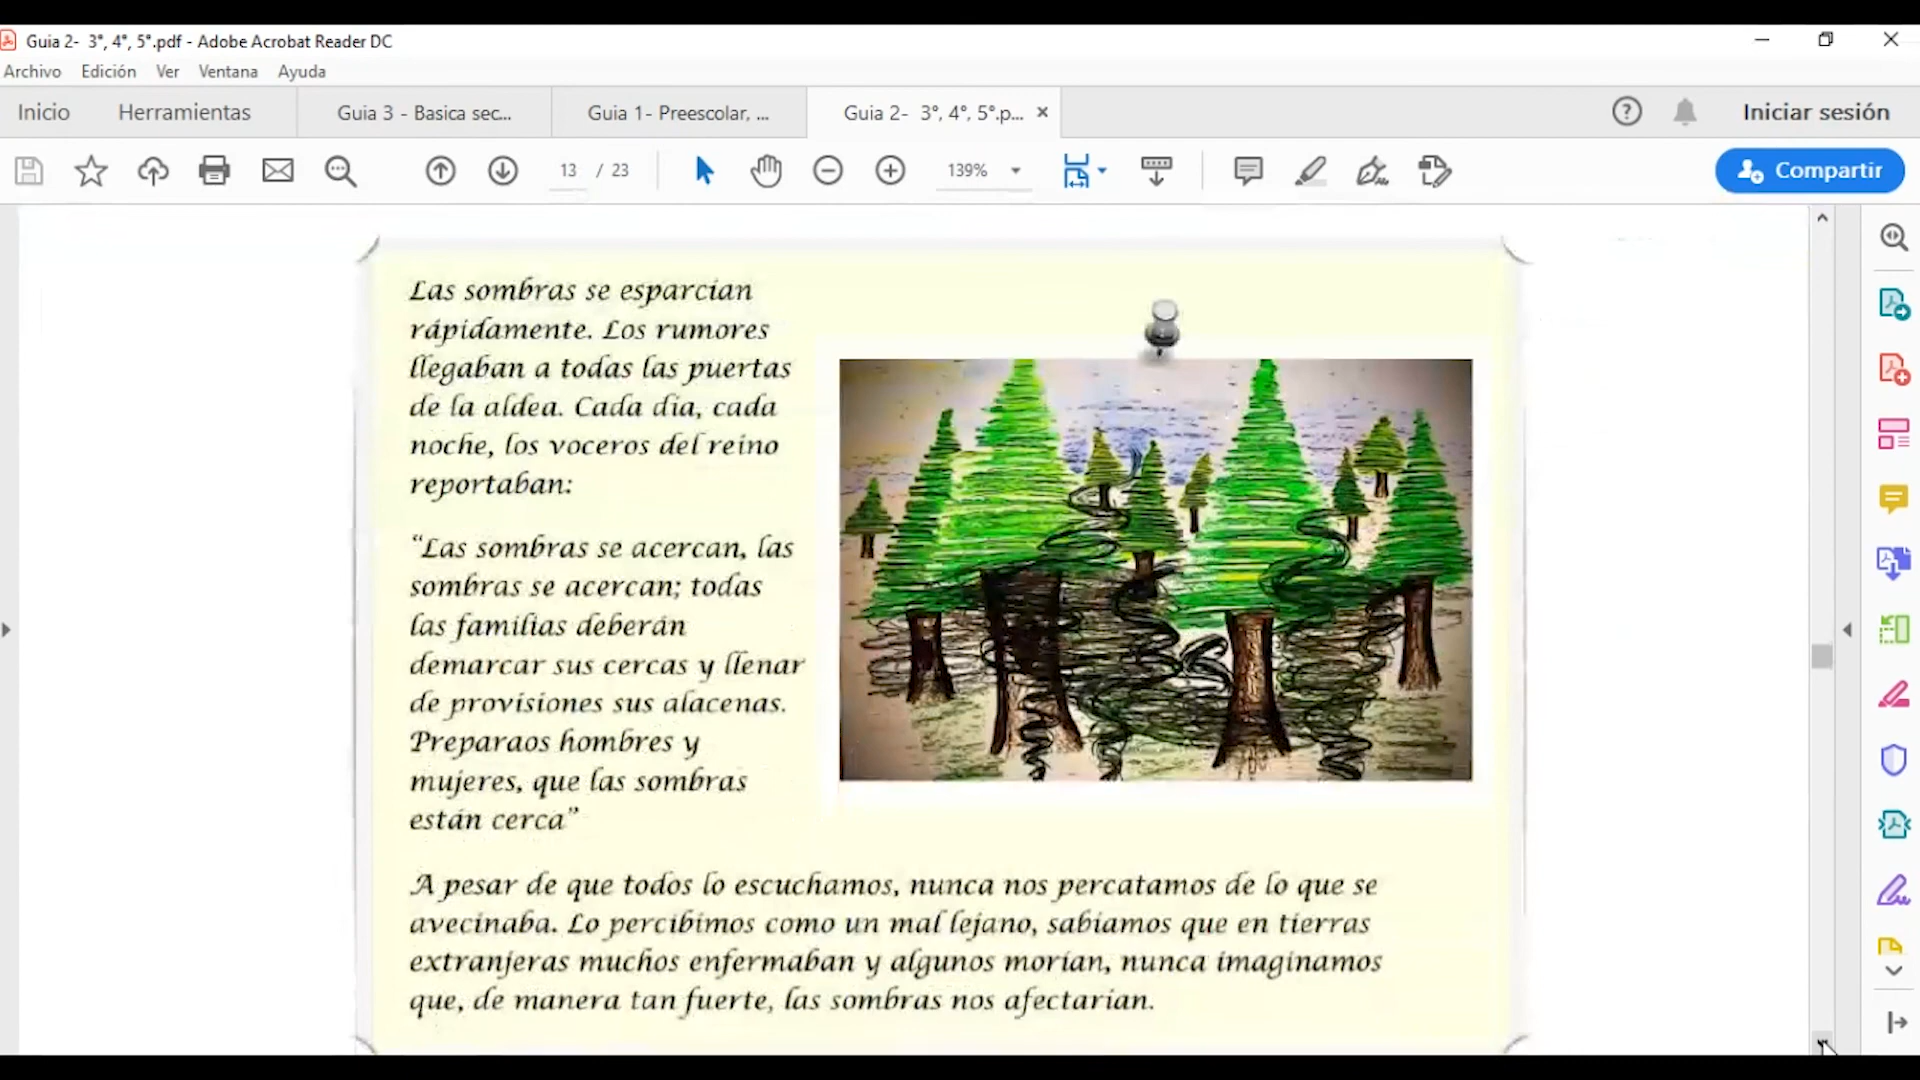 Guia 2- 3°, 4°, 5°.pdf - Adobe Acrobat Reader DC
Archivo Edición Ver Ventana Ayuda
Inicio Herramientas Guia 3 - Basica sec... Guia 1- Preescolar, ... Guia 2- 3°, 4°, 5°.p... Iniciar sesión
13 / 23 139% Compartir
Las sombras se esparcían
rápidamente. Los rumores
llegaban a todas las puertas
de la aldea. Cada día, cada
noche, los voceros del reino
reportaban:
“Las sombras se acercan, las
sombras se acercan; todas
las familias deberán
demarcar sus cercas y llenar
de provisiones sus alacenas.
Preparaos hombres y
mujeres, que las sombras
están cerca”
A pesar de que todos lo escuchamos, nunca nos percatamos de lo que se
avecinaba. Lo percibimos como un mal lejano, sabíamos que en tierras
extranjeras muchos enfermaban y algunos morían, nunca imaginamos
que, de manera tan fuerte, las sombras nos afectarían.